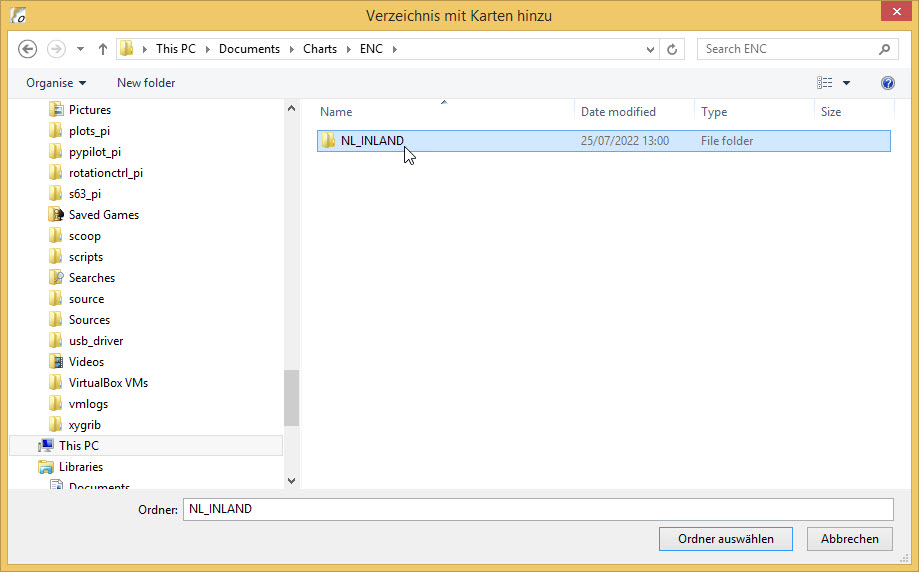 Verzeichnis mit Karten hinzu
This PC Documents Charts ENC Search ENC
Organise New folder
Name Date modified Type Size
NL_INLAND 25/07/2022 13:00 File folder
Pictures
plots_pi
pypilot_pi
rotationctrl_pi
s63_pi
Saved Games
scoop
scripts
Searches
source
Sources
usb_driver
Videos
VirtualBox VMs
vmlogs
xygrib
This PC
Libraries
Documents
Ordner: NL_INLAND
Ordner auswählen Abbrechen